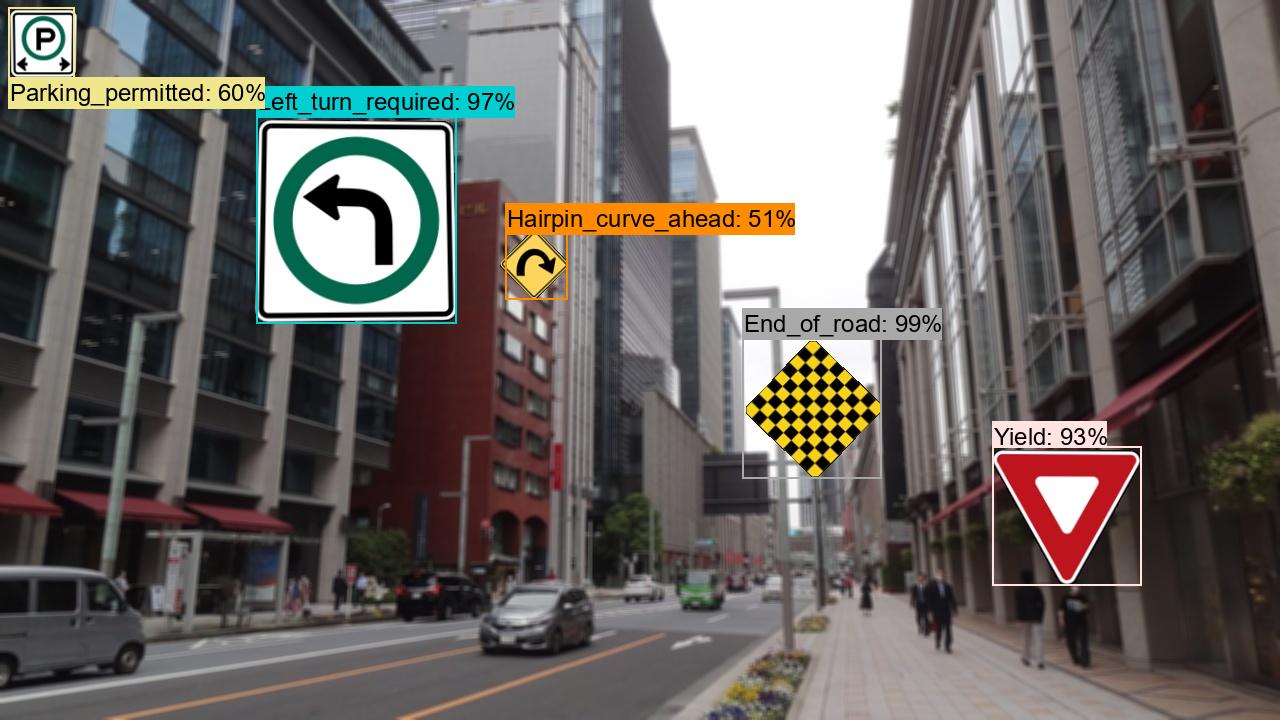 P
Parking_permitted: 60%
Left_turn_required: 97%
Hairpin_curve_ahead: 51%
End_of_road: 99%
Yield: 93%